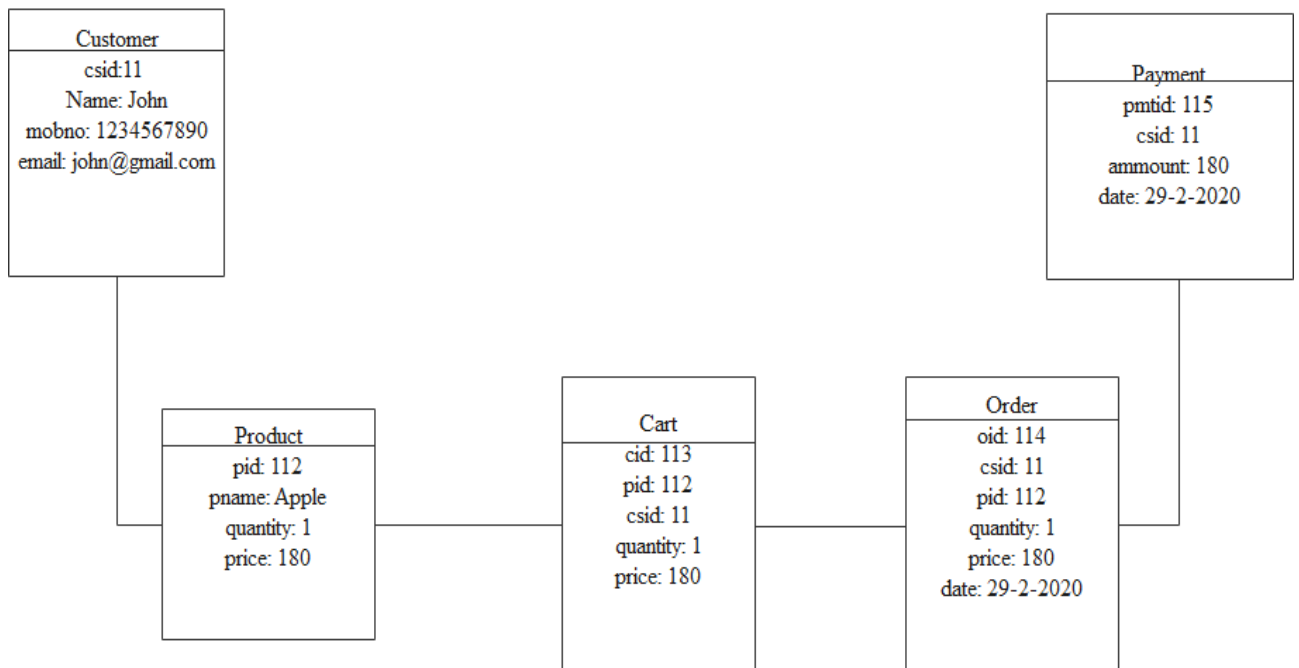 Customer
csid:11
Name: John
mobno: 1234567890
email: john@gmail.com
Payment
pmtid: 115
csid: 11
ammount: 180
date: 29-2-2020
Product
pid: 112
pname: Apple
quantity: 1
price: 180
Cart
cid: 113
pid: 112
csid: 11
quantity: 1
price: 180
Order
oid: 114
csid: 11
pid: 112
quantity: 1
price: 180
date: 29-2-2020